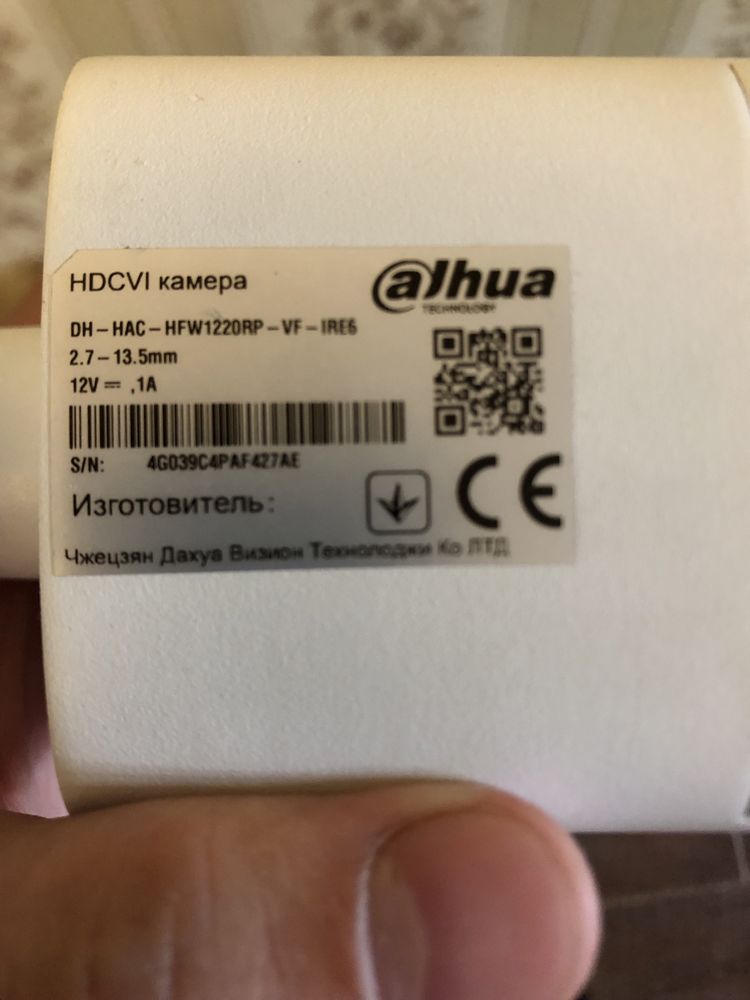 HDCVI камера
alhua
TECHNOLOGY
DH-HAC-HFW1220RP-VF-IRE6
2.7-13.5mm
12V ⎓ ,1A
S/N: 4G039C4PAF427AE
Изготовитель:
CE
Чжецзян Дахуа Визион Технолоджи Ко ЛТД